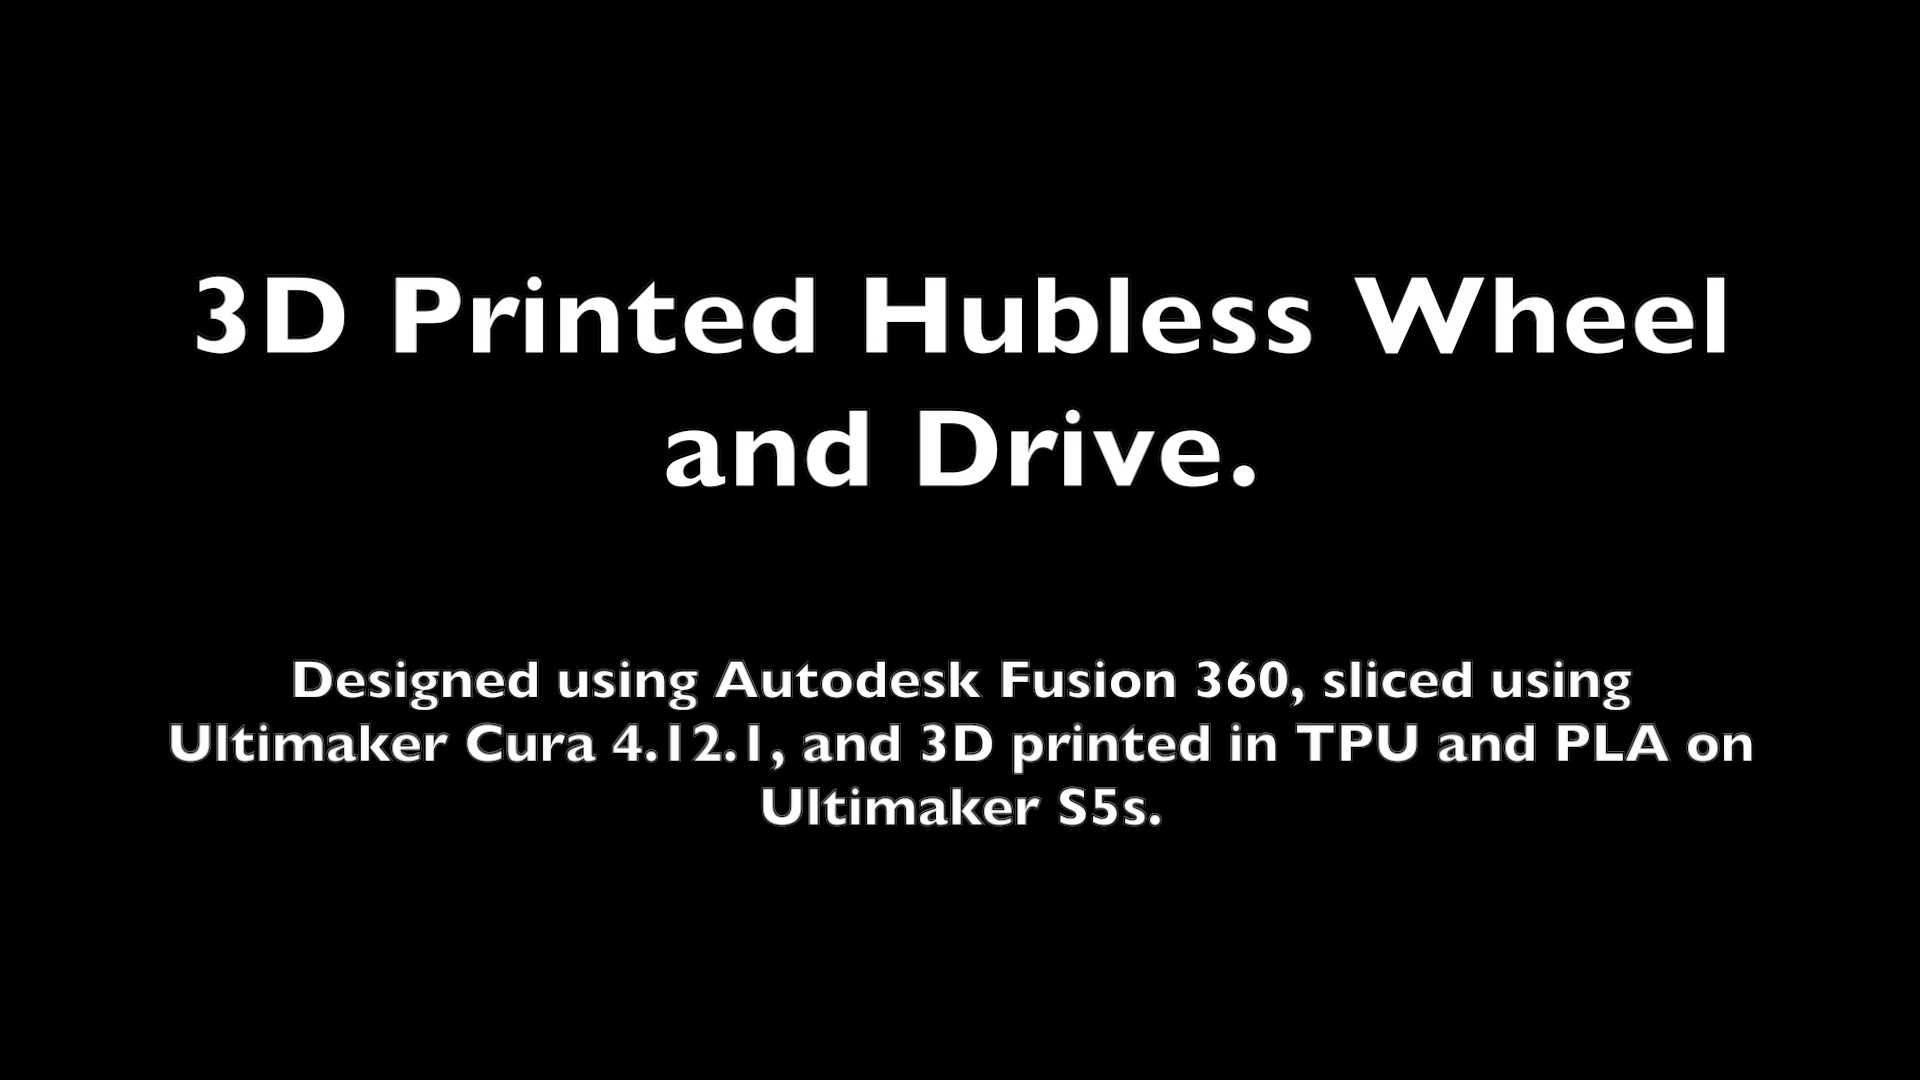 3D Printed Hubless Wheel
and Drive.
Designed using Autodesk Fusion 360, sliced using
Ultimaker Cura 4.12.1, and 3D printed in TPU and PLA on
Ultimaker S5s.